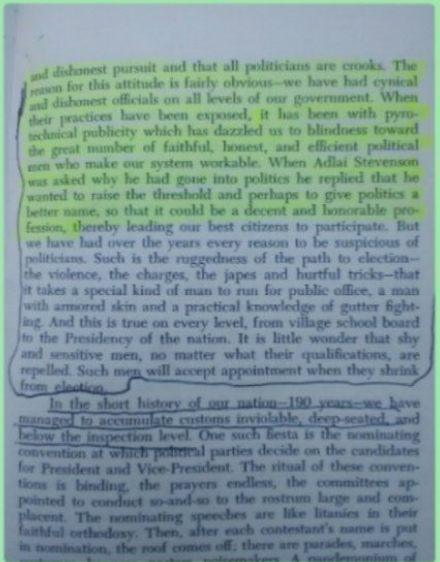 and dishonest pursuit and that all politicians are crooks. The
reason for this attitude is fairly obvious—we have had cynical
and dishonest officials on all levels of our government. When
their practices have been exposed, it has been with pyro-
technical publicity which has dazzled us to blindness toward
the great number of faithful, honest, and efficient political
men who make our system workable. When Adlai Stevenson
was asked why he had gone into politics he replied that he
wanted to raise the threshold and perhaps to give politics a
better name, so that it could be a decent and honorable pro-
fession, thereby leading our best citizens to participate. But
we have had over the years every reason to be suspicious of
politicians. Such is the ruggedness of the path to election—
the violence, the charges, the japes and hurtful tricks—that
it takes a special kind of man to run for public office, a man
with armored skin and a practical knowledge of gutter fight-
ing. And this is true on every level, from village school board
to the Presidency of the nation. It is little wonder that shy
and sensitive men, no matter what their qualifications, are
repelled. Such men will accept appointment when they shrink
from election.
In the short history of our nation—190 years—we have
managed to accumulate customs inviolable, deep-seated, and
below the inspection level. One such fiesta is the nominating
convention at which political parties decide on the candidates
for President and Vice-President. The ritual of these conven-
tions is binding, the prayers endless, the committees ap-
pointed to conduct so-and-so to the rostrum large and com-
placent. The nominating speeches are like litanies in their
faithful orthodoxy. Then, after each contestant's name is put
in nomination, the roof comes off; there are parades, marches,
noisemakers. A pandemonium of